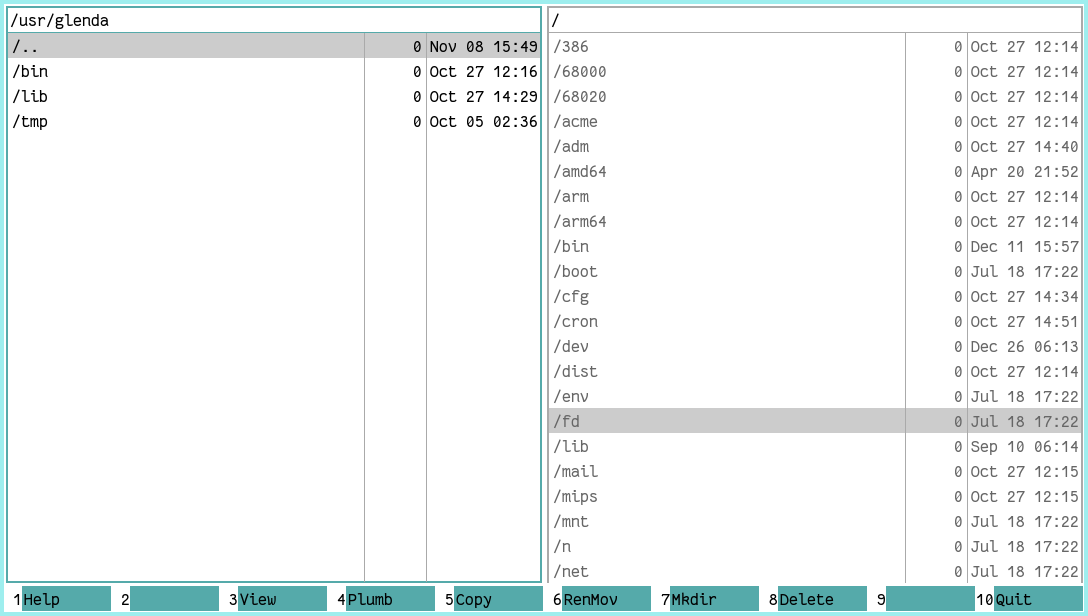 /usr/glenda
/.. 0 Nov 08 15:49
/bin 0 Oct 27 12:16
/lib 0 Oct 27 14:29
/tmp 0 Oct 05 02:36
/
/386 0 Oct 27 12:14
/68000 0 Oct 27 12:14
/68020 0 Oct 27 12:14
/acme 0 Oct 27 12:14
/adm 0 Oct 27 14:40
/amd64 0 Apr 20 21:52
/arm 0 Oct 27 12:14
/arm64 0 Oct 27 12:14
/bin 0 Dec 11 15:57
/boot 0 Jul 18 17:22
/cfg 0 Oct 27 14:34
/cron 0 Oct 27 14:51
/dev 0 Dec 26 06:13
/dist 0 Oct 27 12:14
/env 0 Jul 18 17:22
/fd 0 Jul 18 17:22
/lib 0 Sep 10 06:14
/mail 0 Oct 27 12:15
/mips 0 Oct 27 12:15
/mnt 0 Jul 18 17:22
/n 0 Jul 18 17:22
/net 0 Jul 18 17:22
1Help 2 3View 4Plumb 5Copy 6RenMov 7Mkdir 8Delete 9 10Quit